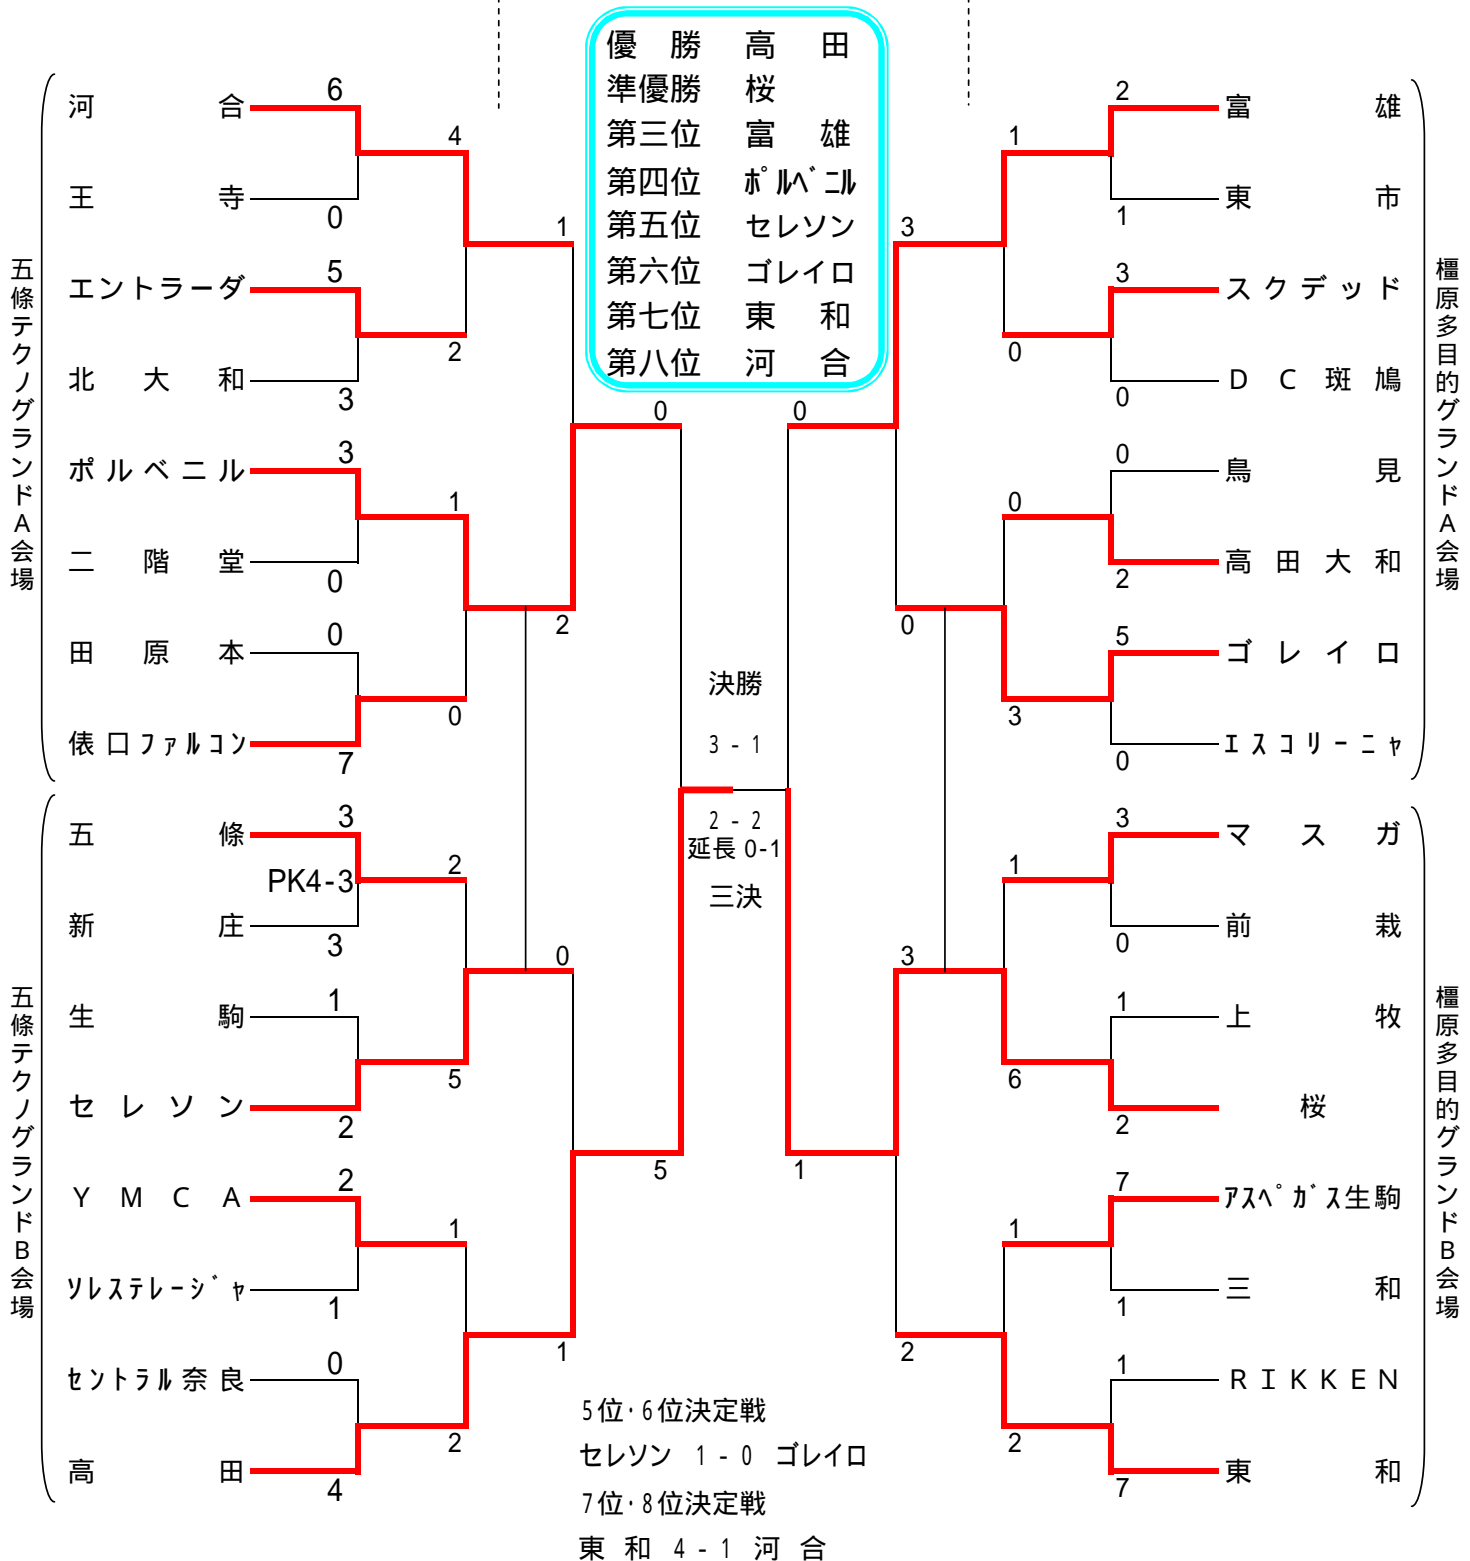 優勝 高田
準優勝 桜
第三位 富雄
第四位 ポルベニル
第五位 セレソン
第六位 ゴレイロ
第七位 東和
第八位 河合
五條テクノグランドA会場
河合 6
王寺 0
エントラーダ 5
北大和 3
ポルベニル 3
二階堂 0
田原本 0
俵口ファルコン 7
4
2
1
0
1
2
0
五條テクノグランドB会場
五條 3
PK4-3
新庄 3
生駒 1
セレソン 2
YMCA 2
ソレステレージャ 1
セントラル奈良 0
高田 4
2
5
1
2
0
1
5
決勝
3 - 1
2 - 2
延長 0-1
三決
橿原多目的グランドA会場
2 富雄
1 東市
3 スクデッド
0 DC斑鳩
0 鳥見
2 高田大和
5 ゴレイロ
0 エスコリーニャ
1
0
0
3
3
0
0
橿原多目的グランドB会場
3 マスガ
0 前栽
1 上牧
2 桜
7 アスペガス生駒
1 三和
1 RIKKEN
7 東和
1
6
1
2
3
2
1
5位・6位決定戦
セレソン 1 - 0 ゴレイロ
7位・8位決定戦
東和 4 - 1 河合